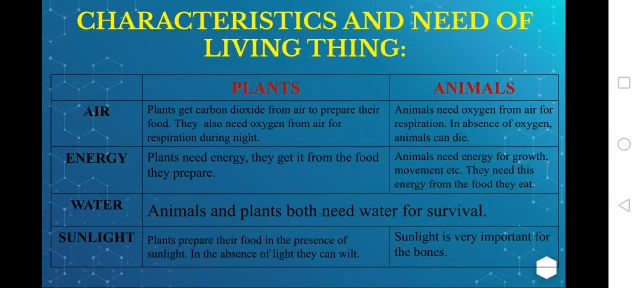 CHARACTERISTICS AND NEED OF
LIVING THING:
PLANTS
ANIMALS
AIR
Plants get carbon dioxide from air to prepare their
food. They also need oxygen from air for
respiration during night.
Animals need oxygen from air for
respiration. In absence of oxygen,
animals can die.
ENERGY
Plants need energy, they get it from the food
they prepare.
Animals need energy for growth,
movement etc. They need this
energy from the food they eat.
WATER
Animals and plants both need water for survival.
SUNLIGHT
Plants prepare their food in the presence of
sunlight. In the absence of light they can wilt.
Sunlight is very important for
the bones.